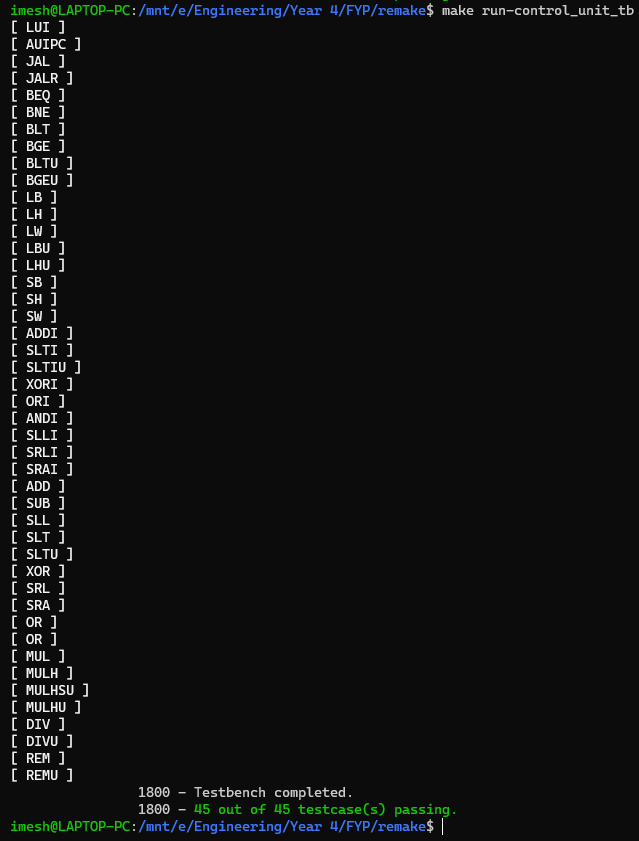 imesh@LAPTOP-PC:/mnt/e/Engineering/Year 4/FYP/remake$ make run-control_unit_tb
[ LUI ]
[ AUIPC ]
[ JAL ]
[ JALR ]
[ BEQ ]
[ BNE ]
[ BLT ]
[ BGE ]
[ BLTU ]
[ BGEU ]
[ LB ]
[ LH ]
[ LW ]
[ LBU ]
[ LHU ]
[ SB ]
[ SH ]
[ SW ]
[ ADDI ]
[ SLTI ]
[ SLTIU ]
[ XORI ]
[ ORI ]
[ ANDI ]
[ SLLI ]
[ SRLI ]
[ SRAI ]
[ ADD ]
[ SUB ]
[ SLL ]
[ SLT ]
[ SLTU ]
[ XOR ]
[ SRL ]
[ SRA ]
[ OR ]
[ OR ]
[ MUL ]
[ MULH ]
[ MULHSU ]
[ MULHU ]
[ DIV ]
[ DIVU ]
[ REM ]
[ REMU ]
1800 - Testbench completed.
1800 - 45 out of 45 testcase(s) passing.
imesh@LAPTOP-PC:/mnt/e/Engineering/Year 4/FYP/remake$